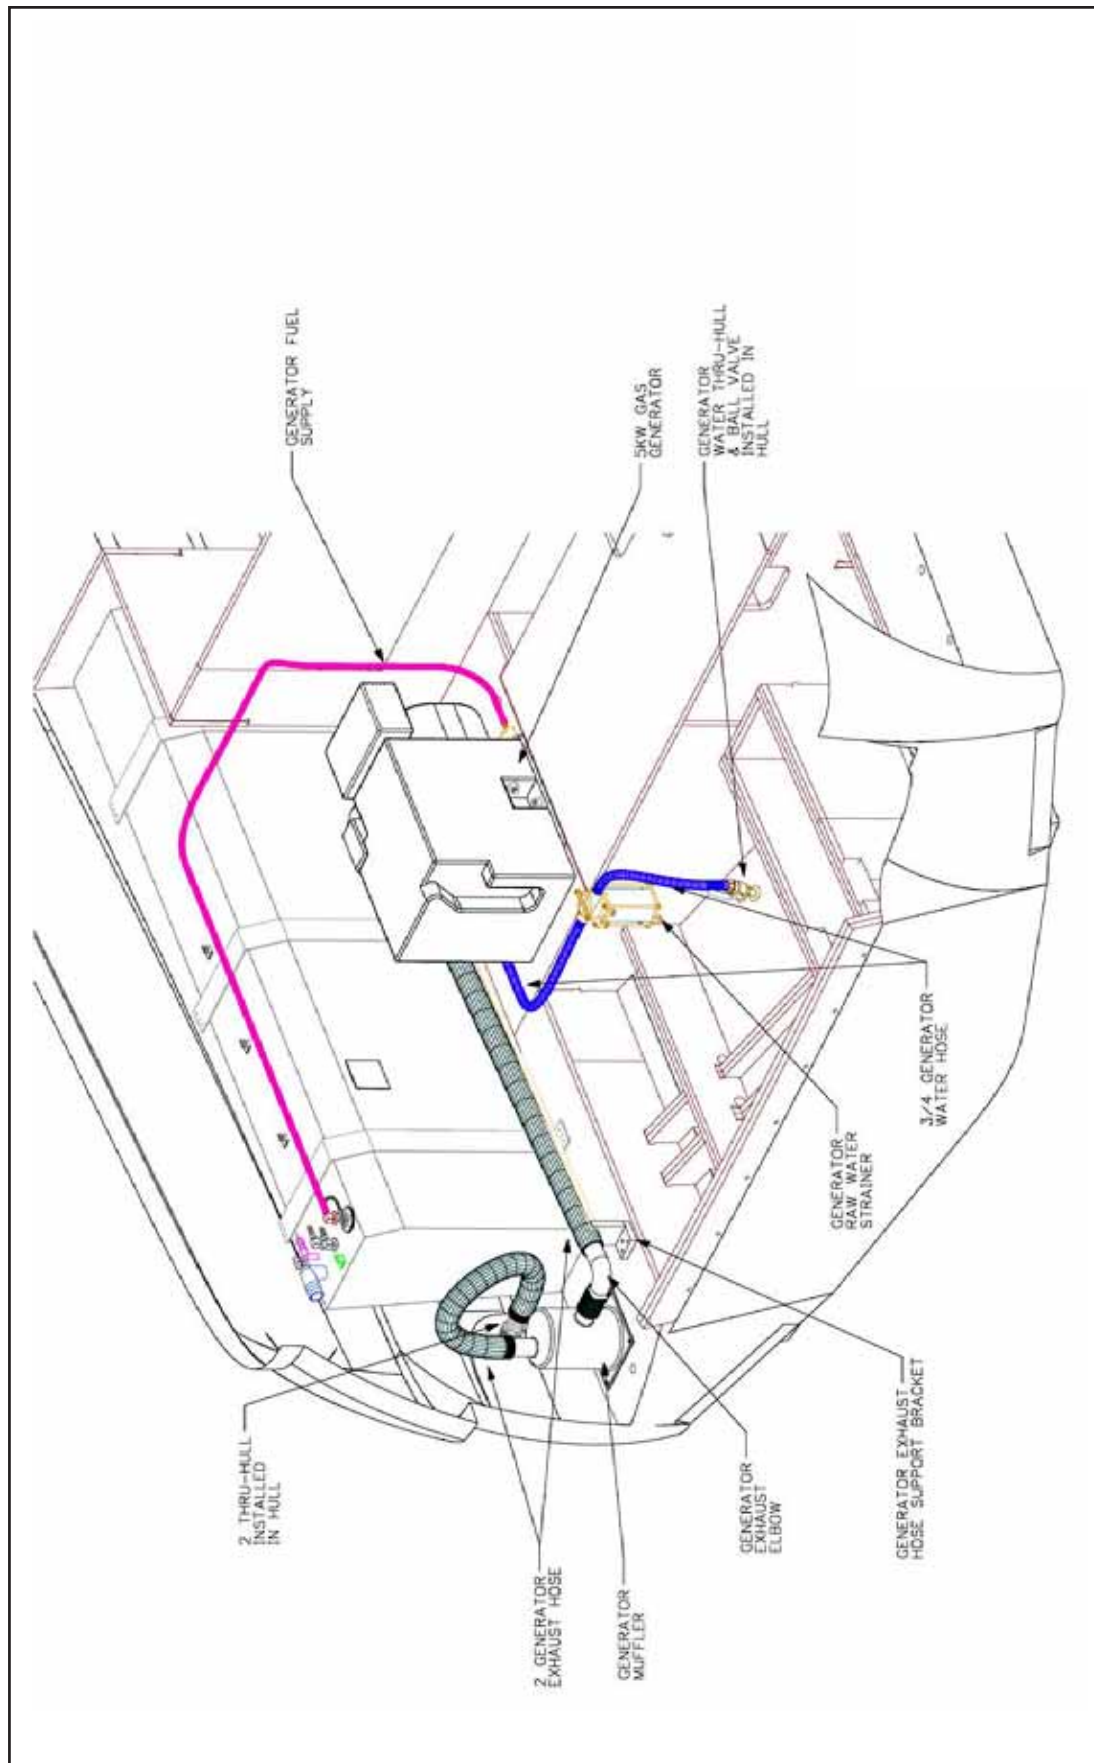 GENERATOR FUEL
SUPPLY
5KW GAS
GENERATOR
GENERATOR
WATER THRU-HULL
& BALL VALVE
INSTALLED IN
HULL
2 THRU-HULL
INSTALLED
IN HULL
2 GENERATOR
EXHAUST HOSE
GENERATOR
MUFFLER
GENERATOR
EXHAUST
ELBOW
GENERATOR EXHAUST
HOSE SUPPORT BRACKET
GENERATOR
RAW WATER
STRAINER
3/4 GENERATOR
WATER HOSE